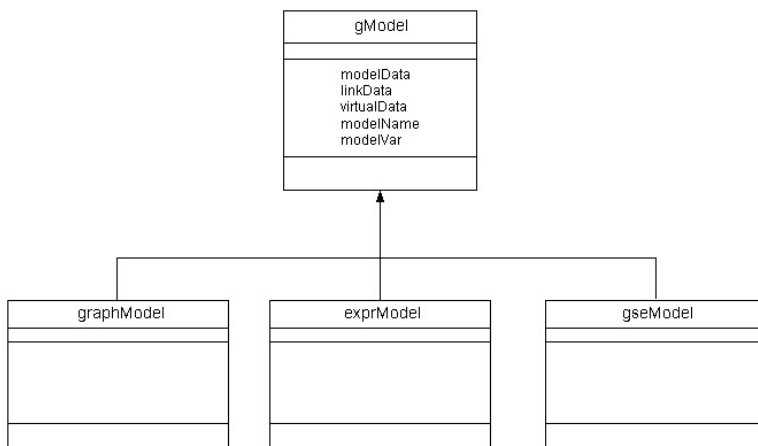 gModel
modelData
linkData
virtualData
modelName
modelVar
graphModel
exprModel
gseModel